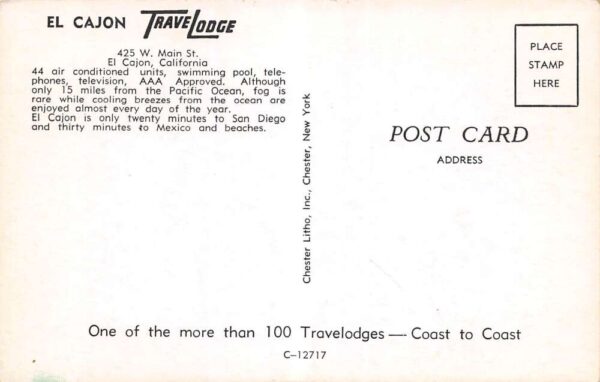 EL CAJON TRAVELODGE
425 W. Main St.
El Cajon, California
44 air conditioned units, swimming pool, tele-
phones, television, AAA Approved. Although
only 15 miles from the Pacific Ocean, fog is
rare while cooling breezes from the ocean are
enjoyed almost every day of the year.
El Cajon is only twenty minutes to San Diego
and thirty minutes to Mexico and beaches.
Chester Litho, Inc., Chester, New York
PLACE
STAMP
HERE
POST CARD
ADDRESS
One of the more than 100 Travelodges — Coast to Coast
C-12717